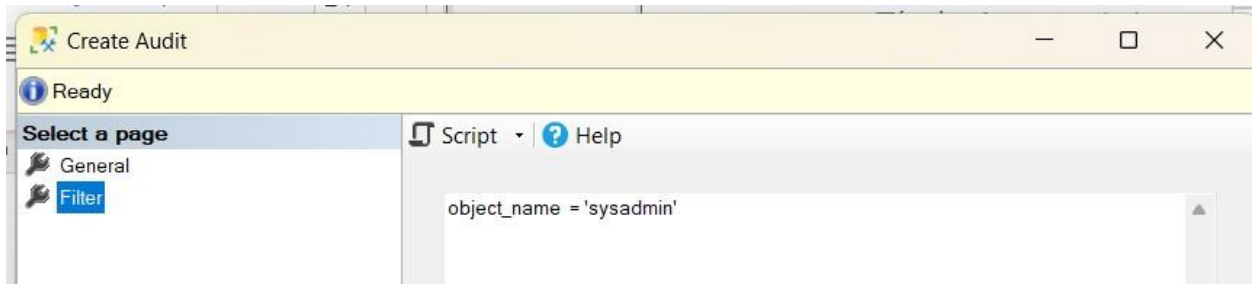 Create Audit
Ready
Select a page
Script Help
General
Filter
object_name = 'sysadmin'